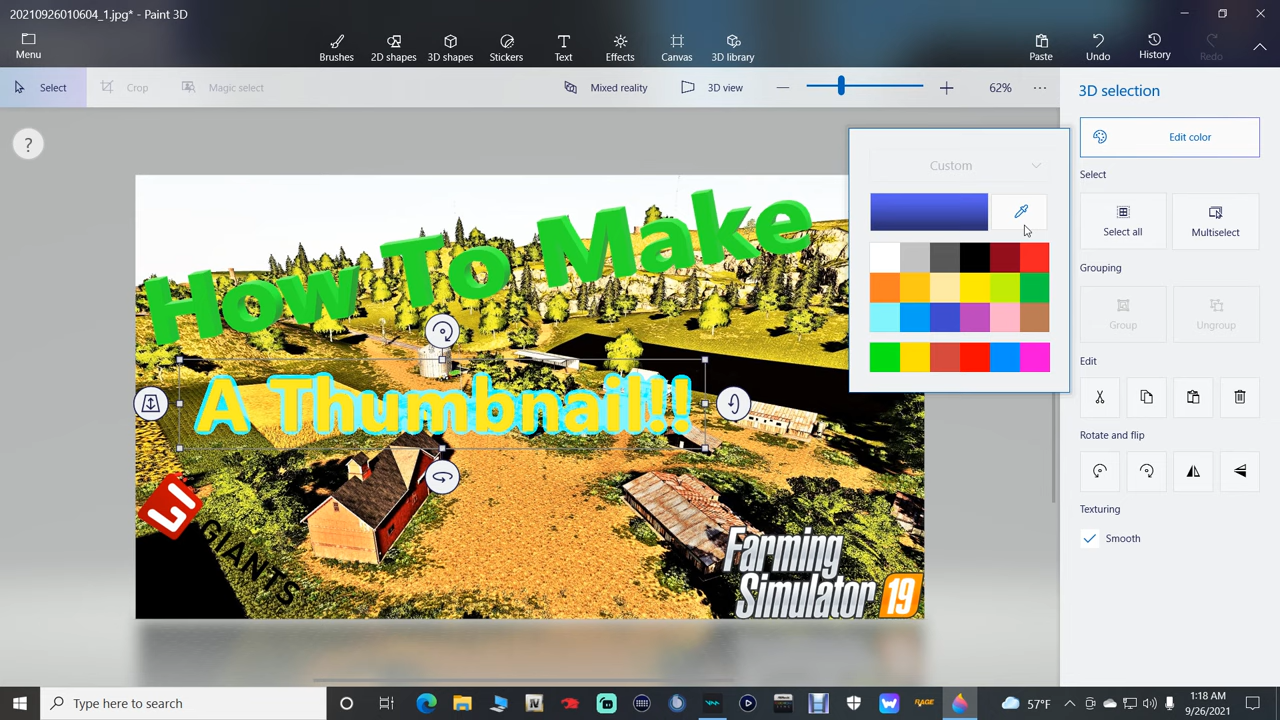 20210926010604_1.jpg* - Paint 3D
Menu
Brushes
2D shapes
3D shapes
Stickers
Text
Effects
Canvas
3D library
Paste
Undo
History
Redo
Select
Crop
Magic select
Mixed reality
3D view
62%
?
3D selection
Edit color
Custom
Select
Select all
Multiselect
Grouping
Group
Ungroup
Edit
Rotate and flip
Texturing
Smooth
How To Make
A Thumbnail!!
GIANTS
Farming
Simulator 19
Type here to search
RAGE
57°F
1:18 AM
9/26/2021